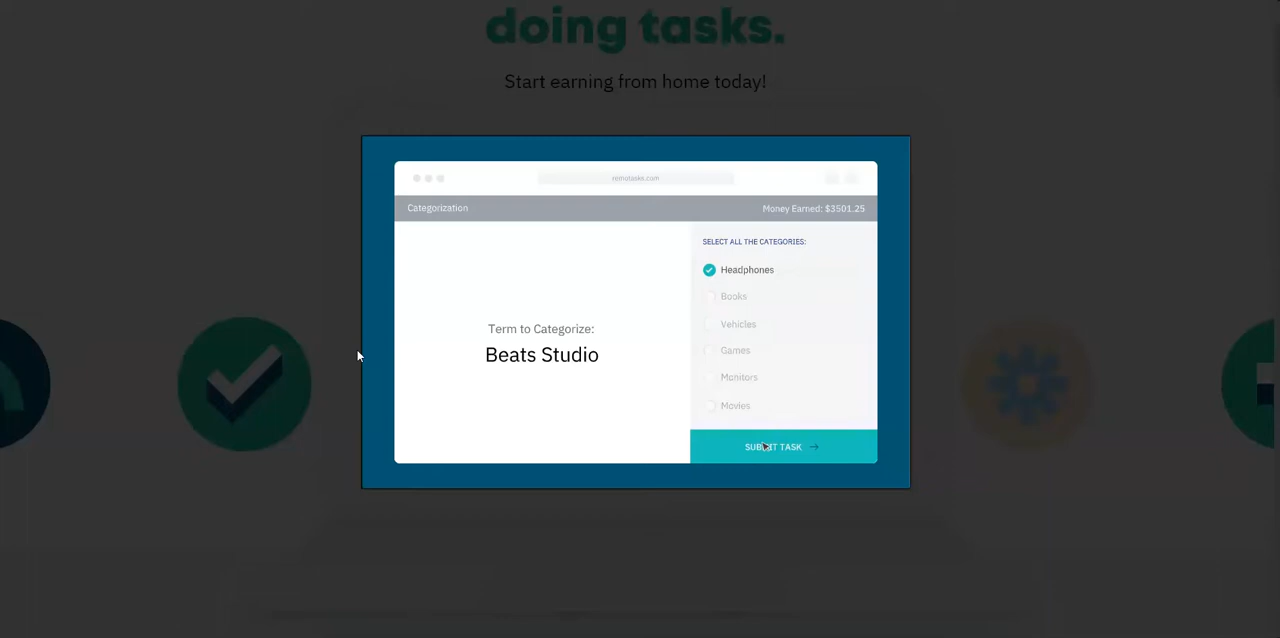 doing tasks.
Start earning from home today!
remotasks.com
Categorization
Money Earned: $3501.25
SELECT ALL THE CATEGORIES:
Headphones
Books
Vehicles
Games
Monitors
Movies
Term to Categorize:
Beats Studio
SUBMIT TASK